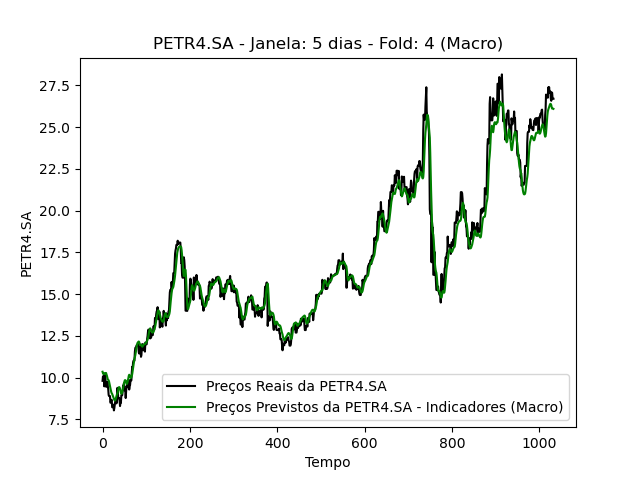 PETR4.SA - Janela: 5 dias - Fold: 4 (Macro)
PETR4.SA
27.5
25.0
22.5
20.0
17.5
15.0
12.5
10.0
7.5
Preços Reais da PETR4.SA
Preços Previstos da PETR4.SA - Indicadores (Macro)
0 200 400 600 800 1000
Tempo